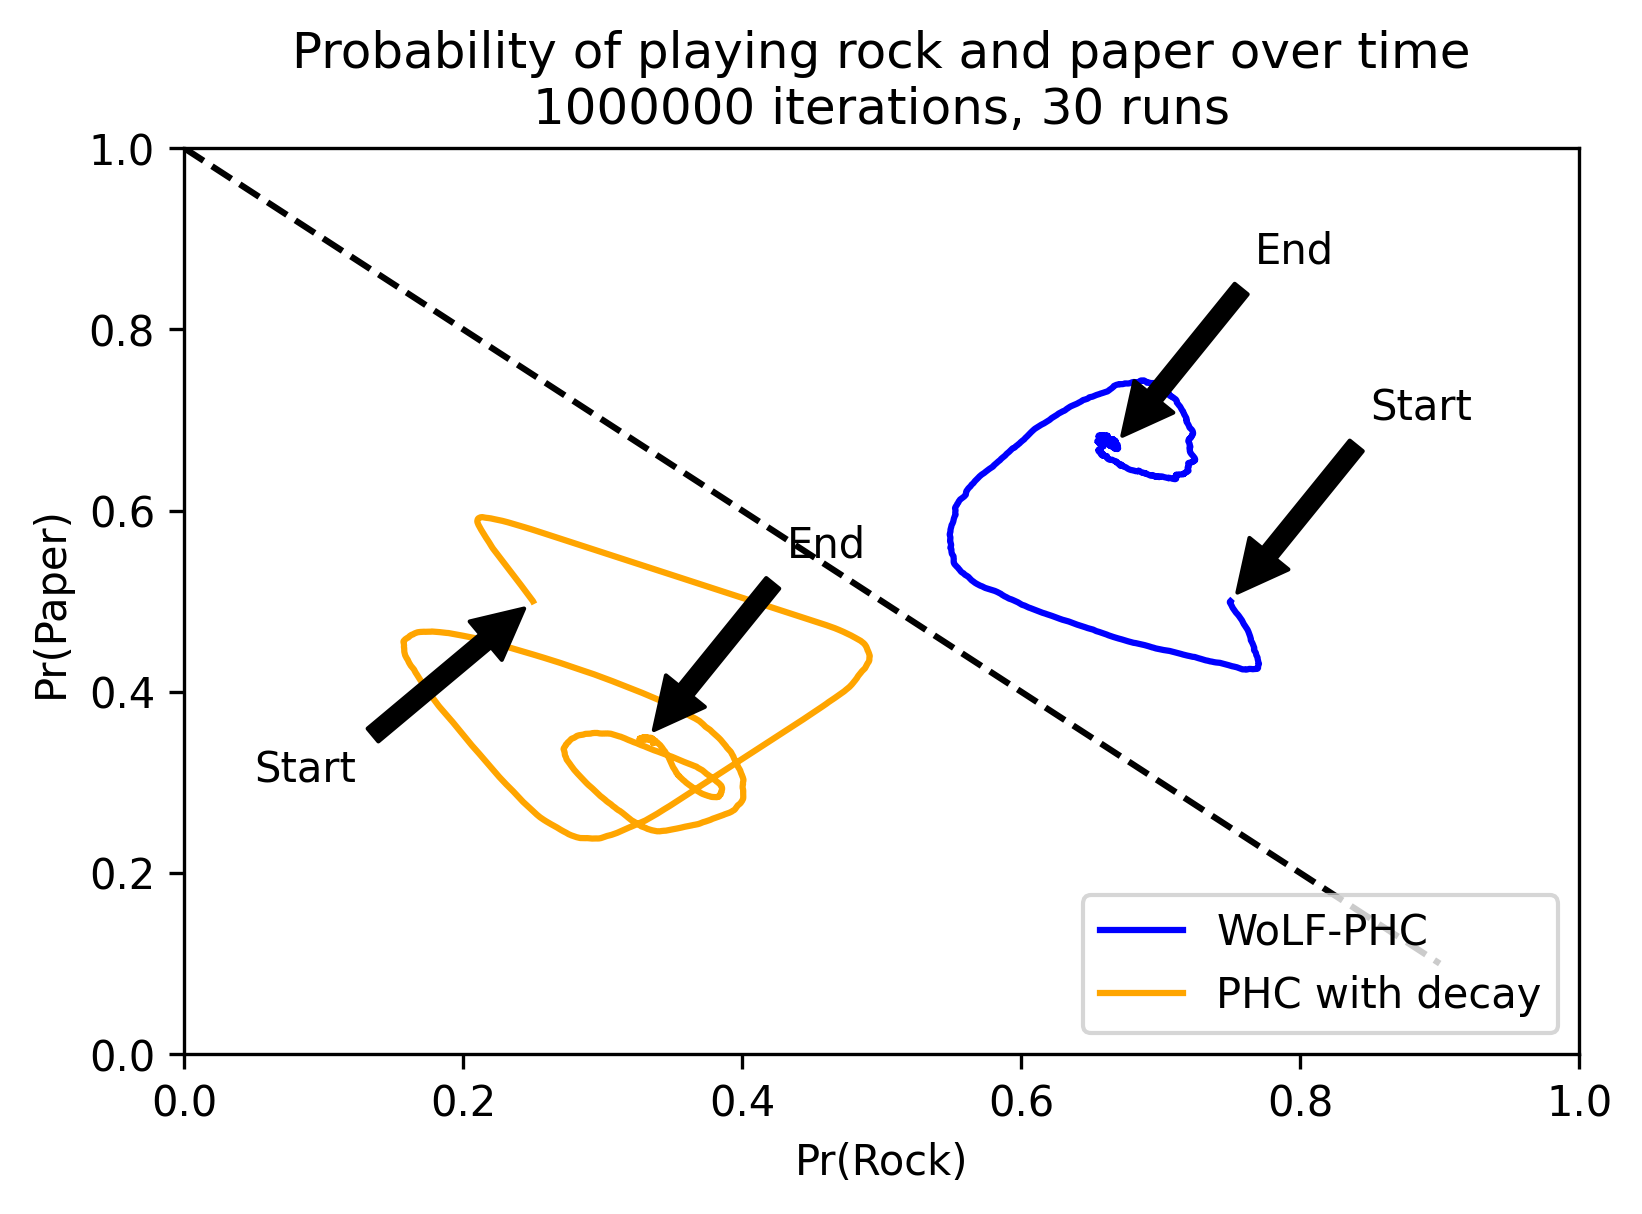 Probability of playing rock and paper over time
1000000 iterations, 30 runs
1.0
0.8
0.6
0.4
0.2
0.0
Pr(Paper)
End
Start
End
Start
WoLF-PHC
PHC with decay
0.0 0.2 0.4 0.6 0.8 1.0
Pr(Rock)